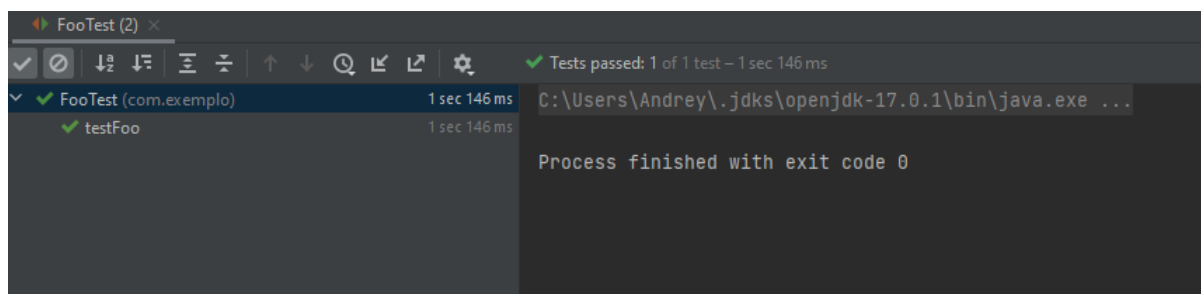 FooTest (2)
Tests passed: 1 of 1 test – 1 sec 146 ms
FooTest (com.exemplo) 1 sec 146 ms
testFoo 1 sec 146 ms
C:\Users\Andrey\.jdks\openjdk-17.0.1\bin\java.exe ...
Process finished with exit code 0